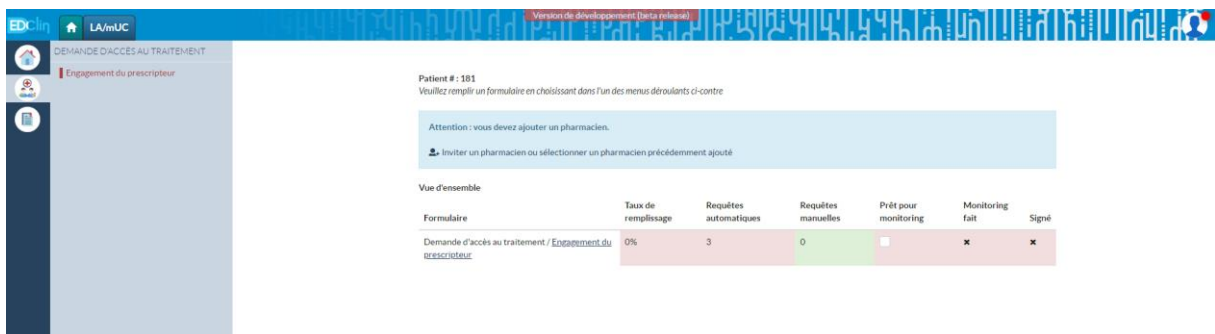 EDClin
LA/mUC
Version de développement (beta release)
DEMANDE D'ACCÈS AU TRAITEMENT
Engagement du prescripteur
Patient # : 181
Veuillez remplir un formulaire en choisissant dans l'un des menus déroulants ci-contre
Attention : vous devez ajouter un pharmacien.
Inviter un pharmacien ou sélectionner un pharmacien précédemment ajouté
Vue d'ensemble
Formulaire
Taux de
remplissage
Requêtes
automatiques
Requêtes
manuelles
Prêt pour
monitoring
Monitoring
fait
Signé
Demande d'accès au traitement / Engagement du
prescripteur
0%
3
0